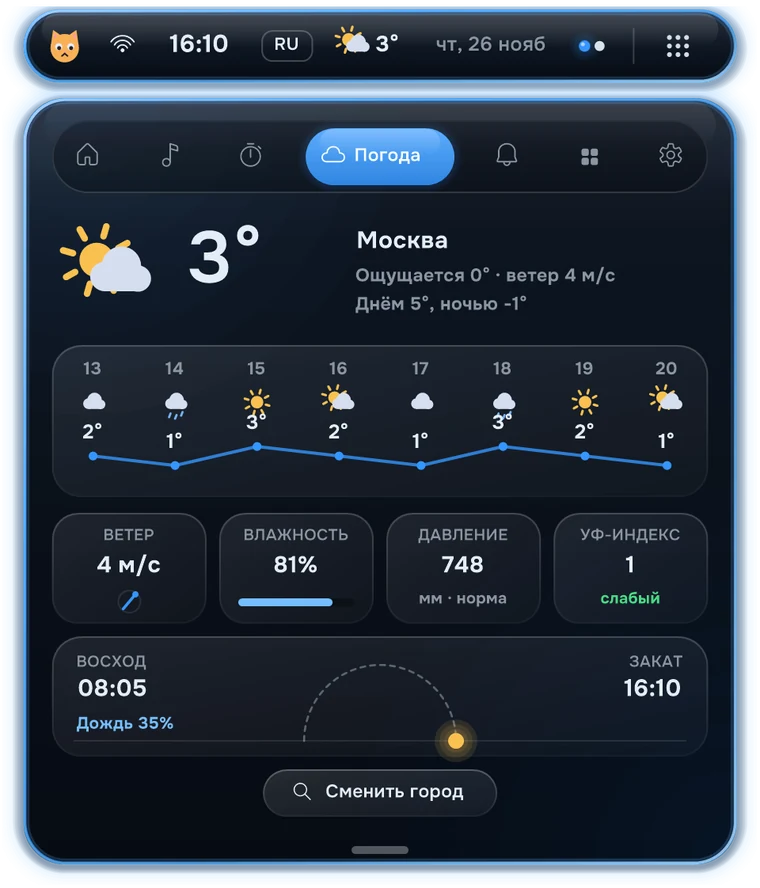 16:10 RU 3° чт, 26 нояб
Погода
3°
Москва
Ощущается 0° · ветер 4 м/с
Днём 5°, ночью -1°
13 14 15 16 17 18 19 20
2° 1° 3° 2° 1° 3° 2° 1°
ВЕТЕР ВЛАЖНОСТЬ ДАВЛЕНИЕ УФ-ИНДЕКС
4 м/с 81% 748 1
мм · норма слабый
ВОСХОД ЗАКАТ
08:05 16:10
Дождь 35%
Сменить город